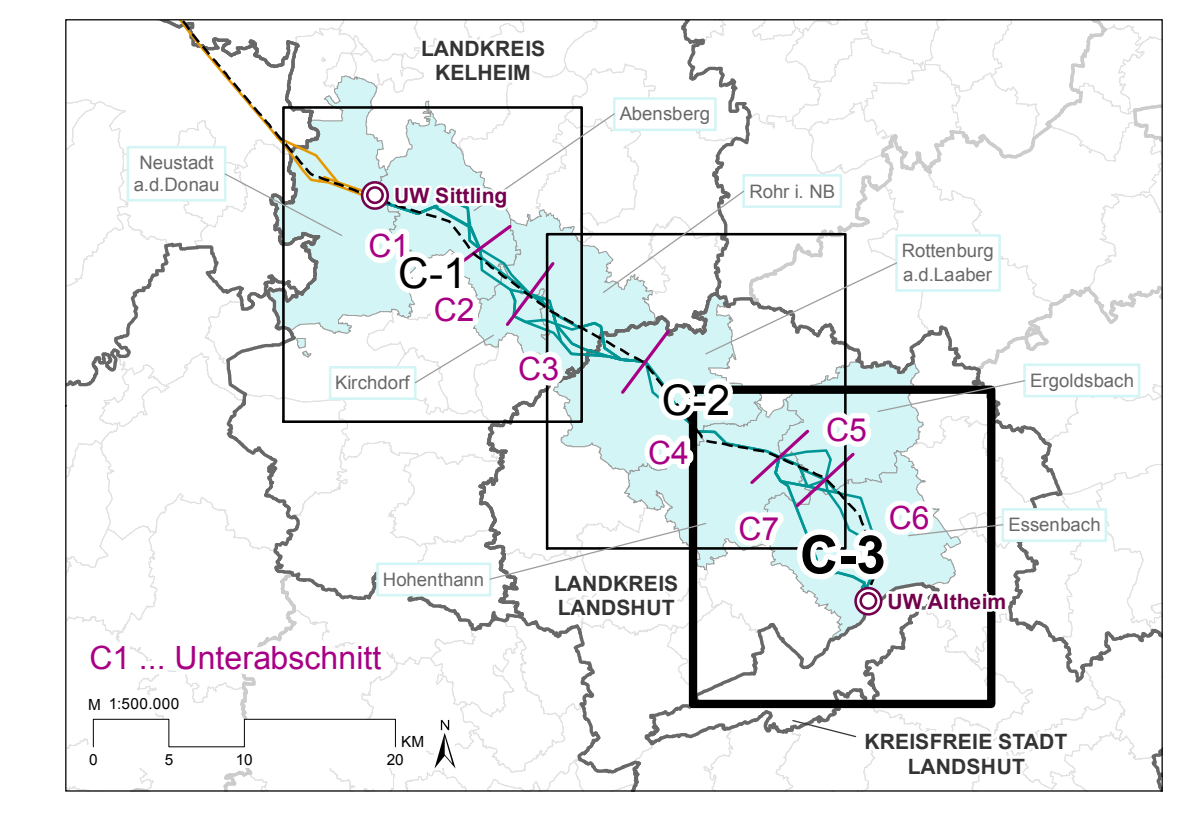 LANDKREIS
KELHEIM
Abensberg
Neustadt
a.d.Donau
UW Sittling
Rohr i. NB
C1
C-1
Rottenburg
a.d.Laaber
C2
C3
Kirchdorf
Ergoldsbach
C-2
C5
C4
C7
C6
Essenbach
C-3
Hohenthann
LANDKREIS
LANDSHUT
UW Altheim
C1 ... Unterabschnitt
M 1:500.000
N
KM
0 5 10 20
KREISFREIE STADT
LANDSHUT